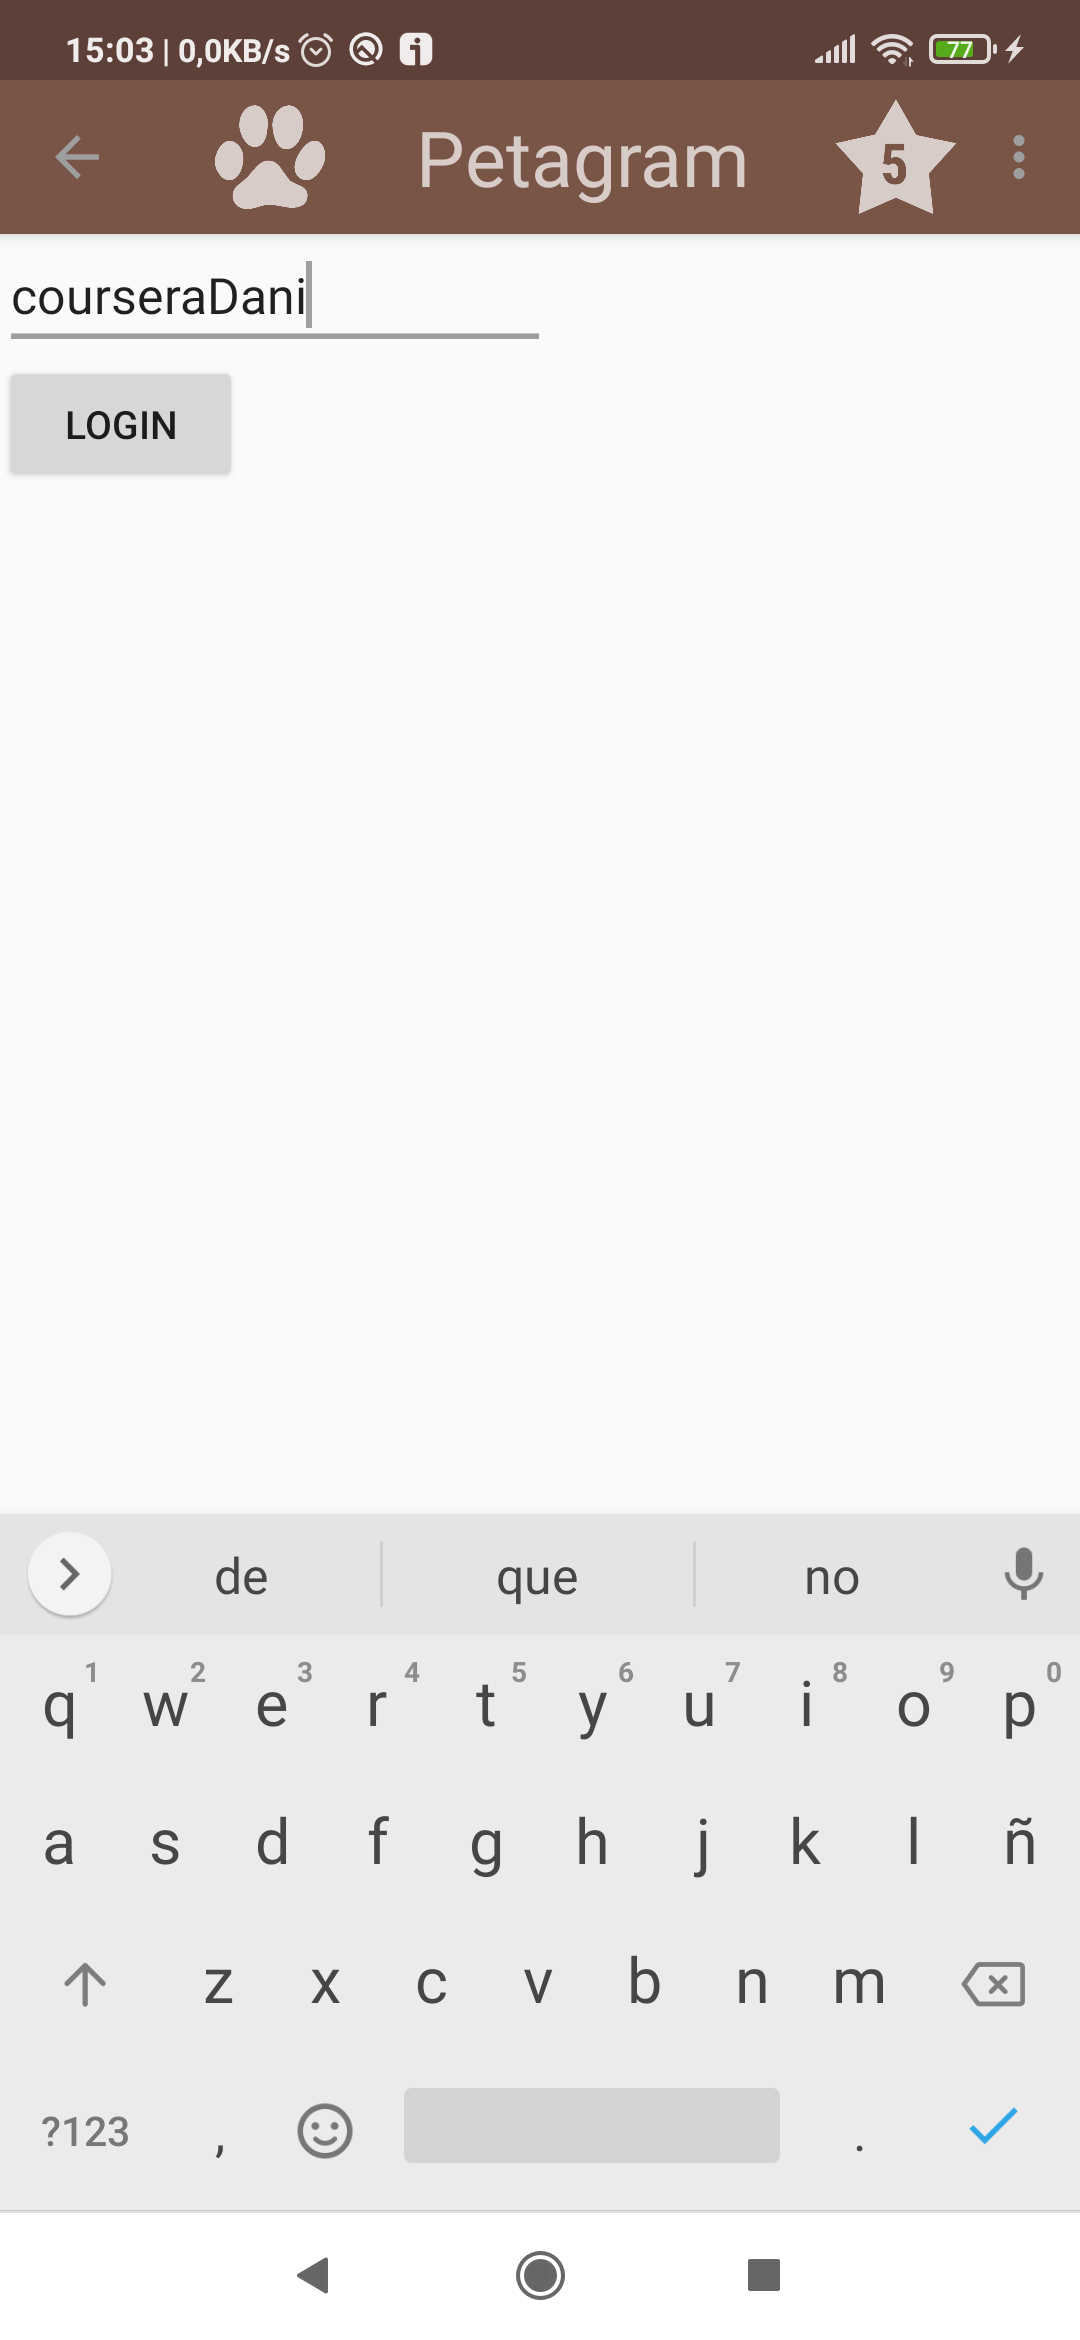 15:03 | 0,0KB/s 77
Petagram 5
courseraDani
LOGIN
de que no
1 2 3 4 5 6 7 8 9 0
q w e r t y u i o p
a s d f g h j k l ñ
z x c v b n m
?123 , .